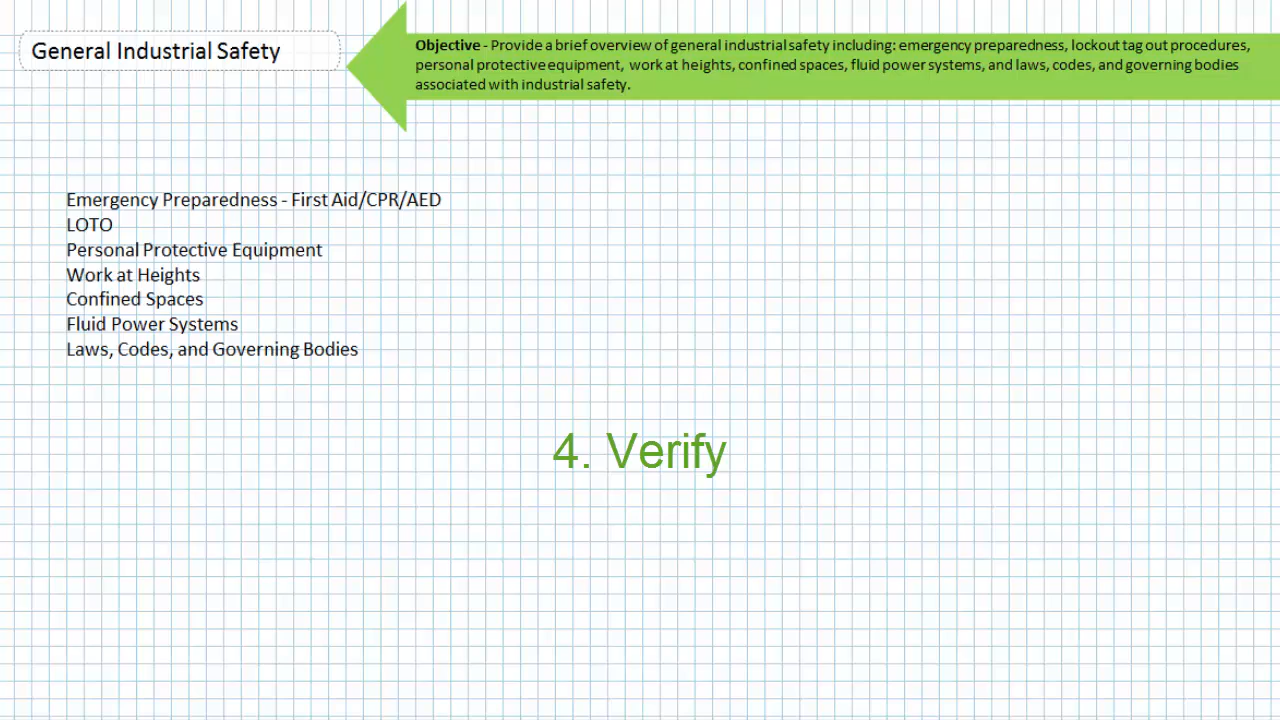 General Industrial Safety
Objective - Provide a brief overview of general industrial safety including: emergency preparedness, lockout tag out procedures,
personal protective equipment, work at heights, confined spaces, fluid power systems, and laws, codes, and governing bodies
associated with industrial safety.
Emergency Preparedness - First Aid/CPR/AED
LOTO
Personal Protective Equipment
Work at Heights
Confined Spaces
Fluid Power Systems
Laws, Codes, and Governing Bodies
4. Verify